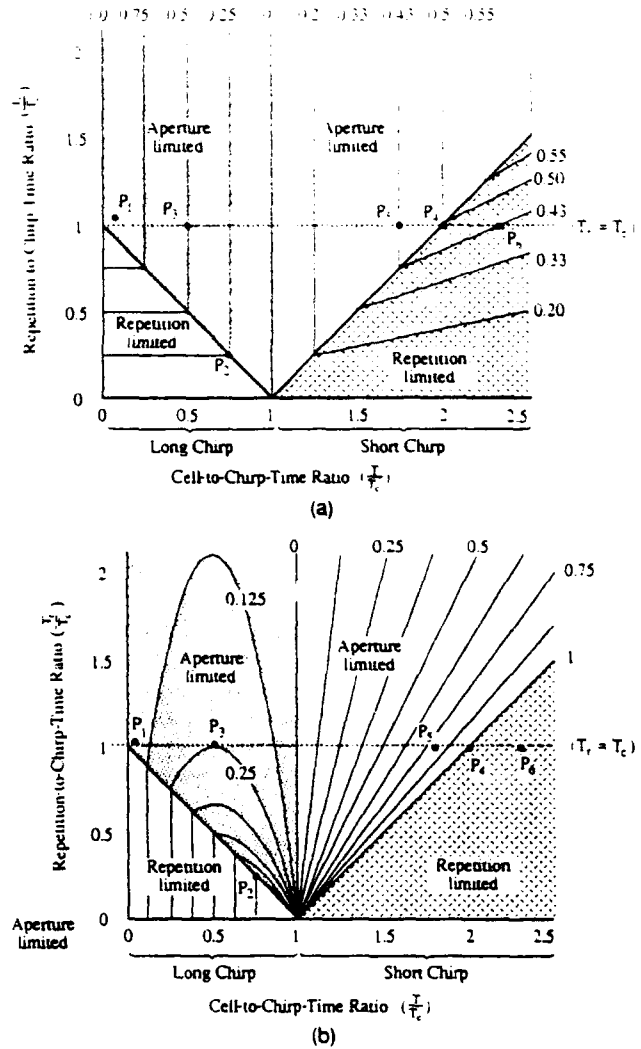 0.75 0.5 0.25 0 0.2 0.33 0.43 0.5 0.55
2
Aperture limited
Aperture limited
1.5
P₁
P₃
P₄
0.55
0.50
0.43
1
(Tᵣ = T꜀)
0.33
0.5
Repetition limited
P₂
0.20
Repetition limited
0
0 0.5 1 1.5 2 2.5
Long Chirp Short Chirp
Cell-to-Chirp-Time Ratio (T/T꜀)
(a)
Repetition to Chirp Time Ratio
0 0.25 0.5
2
0.75
0.125
Aperture limited
Aperture limited
1.5
1
P₁
P₃
P₅
1
(Tᵣ = T꜀)
P₄
P₆
0.25
0.5
Repetition limited
P₂
Repetition limited
0
Aperture limited
0 0.5 1 1.5 2 2.5
Long Chirp Short Chirp
Cell-to-Chirp-Time Ratio (T/T꜀)
(b)
Repetition-to-Chirp-Time Ratio (Tᵣ/T꜀)